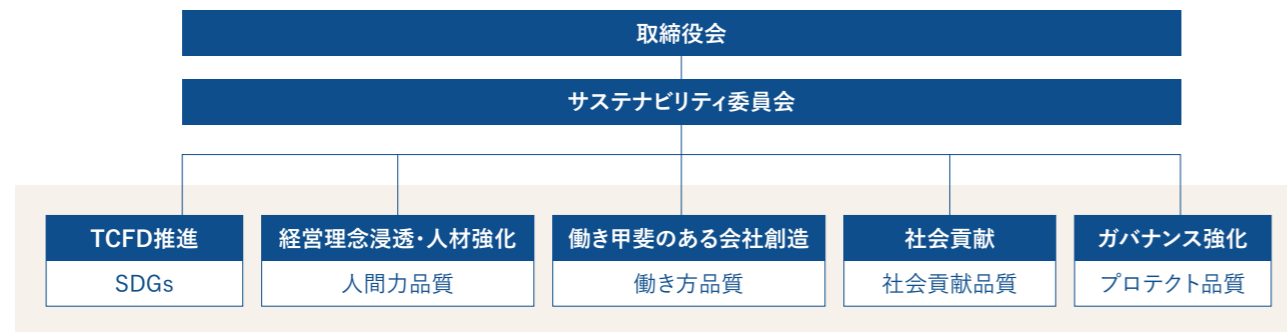 取締役会
サステナビリティ委員会
TCFD推進
SDGs
経営理念浸透・人材強化
人間力品質
働き甲斐のある会社創造
働き方品質
社会貢献
社会貢献品質
ガバナンス強化
プロテクト品質